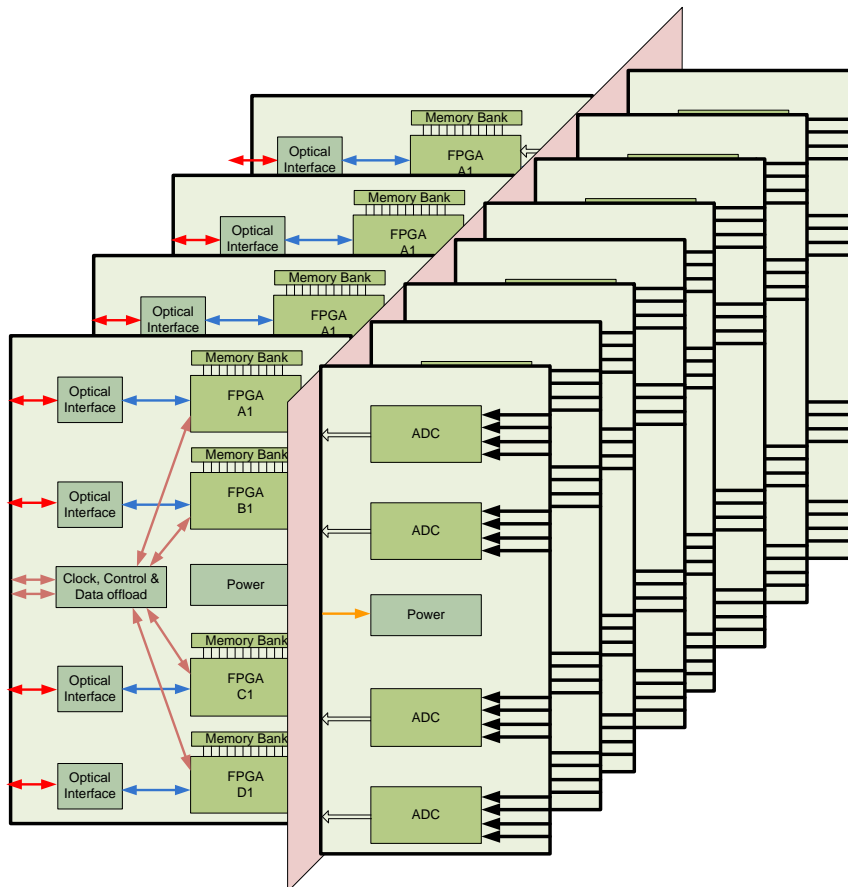 Memory Bank
Optical
Interface
FPGA
A1
Memory Bank
Optical
Interface
FPGA
A1
Memory Bank
Optical
Interface
FPGA
A1
Memory Bank
Optical
Interface
FPGA
A1
ADC
Memory Bank
Optical
Interface
FPGA
B1
ADC
Clock, Control &
Data offload
Power
Power
Memory Bank
Optical
Interface
FPGA
C1
ADC
Memory Bank
Optical
Interface
FPGA
D1
ADC